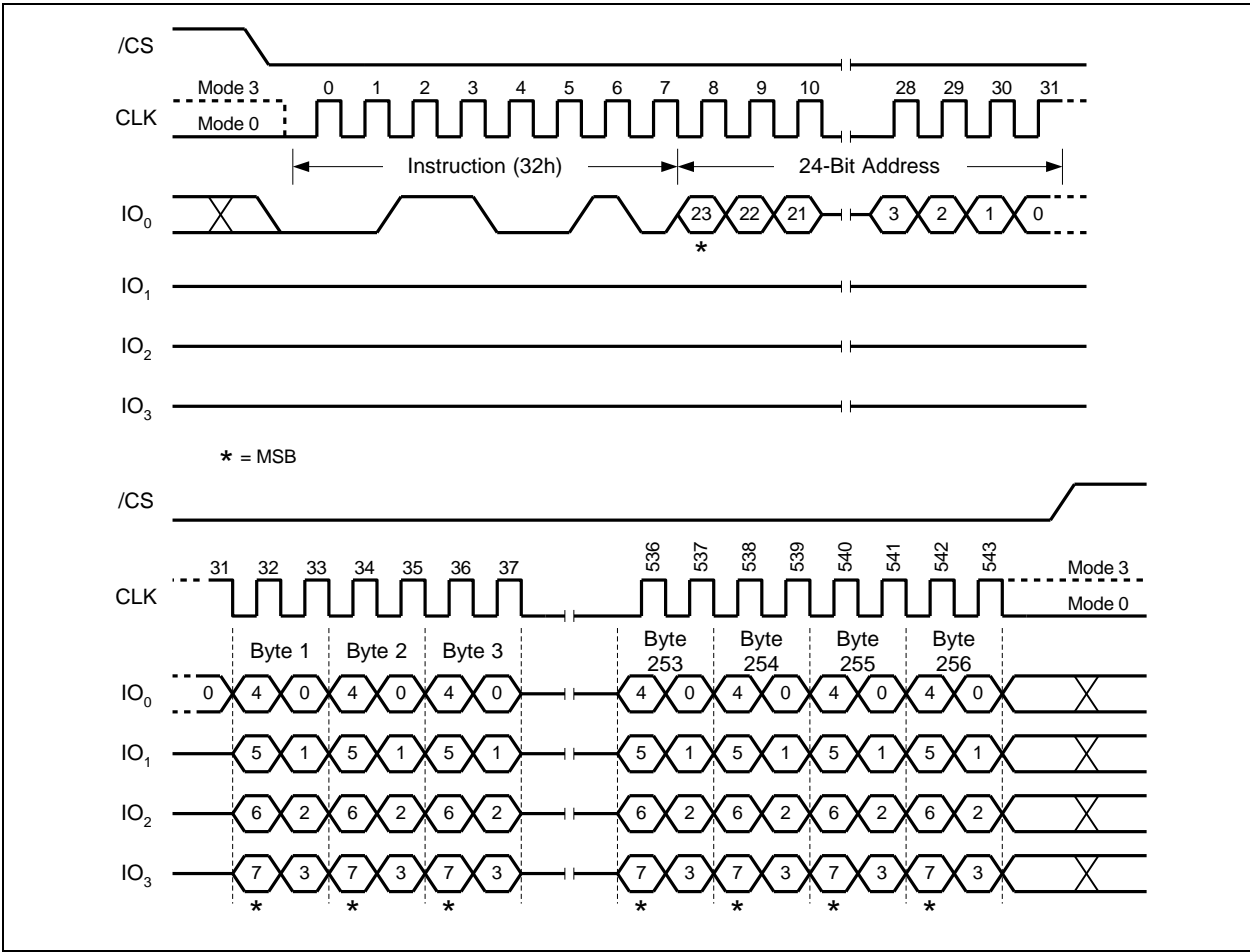 /CS
Mode 3 0 1 2 3 4 5 6 7 8 9 10 28 29 30 31
CLK
Mode 0
Instruction (32h) 24-Bit Address
IO0 23 22 21 3 2 1 0
*
IO1
IO2
IO3
* = MSB
/CS
31 32 33 34 35 36 37 536 537 538 539 540 541 542 543 Mode 3
CLK
Mode 0
Byte 1 Byte 2 Byte 3 Byte 253 Byte 254 Byte 255 Byte 256
IO0 0 4 0 4 0 4 0 4 0 4 0 4 0 4 0
IO1 5 1 5 1 5 1 5 1 5 1 5 1 5 1
IO2 6 2 6 2 6 2 6 2 6 2 6 2 6 2
IO3 7 3 7 3 7 3 7 3 7 3 7 3 7 3
* * * * * * *